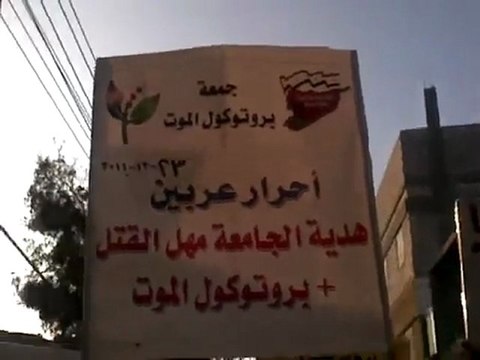 جمعة
بروتوكول الموت
٢٣-١٢-٢٠١١
أحرار عربين
هدية الجامعة مهل القتل
+ بروتوكول الموت